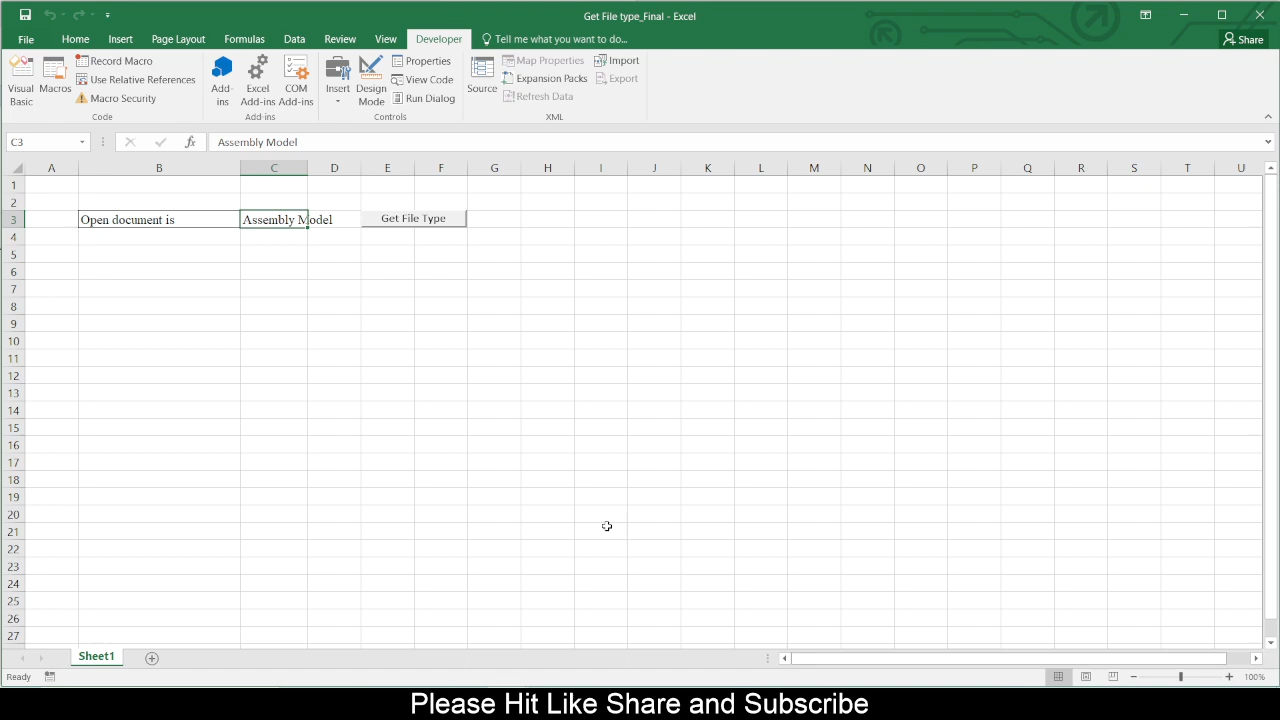 Get File type_Final - Excel
File Home Insert Page Layout Formulas Data Review View Developer Tell me what you want to do... Share
Visual Basic
Macros
Record Macro
Use Relative References
Macro Security
Code
Add-ins
Excel Add-ins
COM Add-ins
Add-ins
Insert
Design Mode
Properties
View Code
Run Dialog
Controls
Source
Map Properties
Expansion Packs
Refresh Data
Import
Export
XML
C3 fx Assembly Model
A B C D E F G H I J K L M N O P Q R S T U
1
2
3 Open document is Assembly Model Get File Type
4
5
6
7
8
9
10
11
12
13
14
15
16
17
18
19
20
21
22
23
24
25
26
27
Sheet1
Ready 100%
Please Hit Like Share and Subscribe